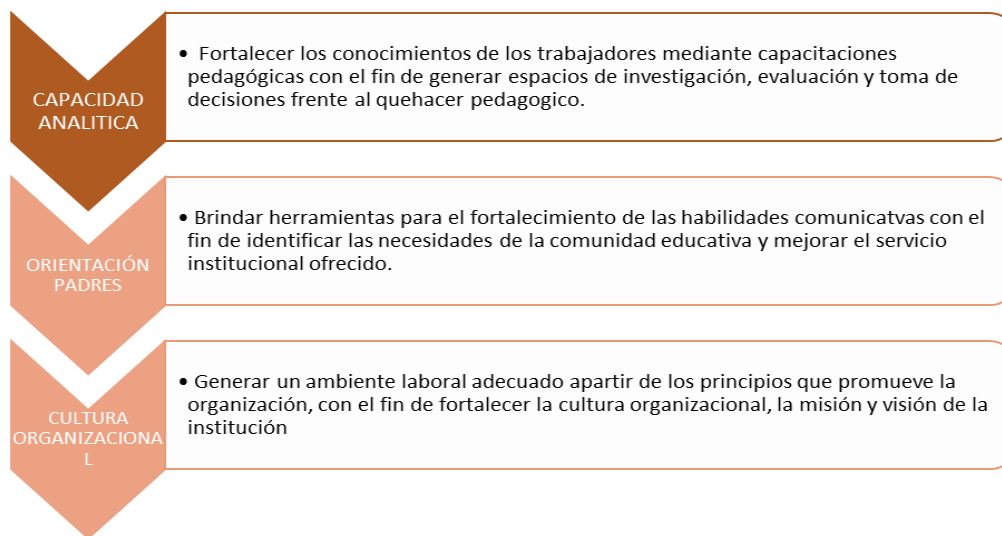 CAPACIDAD
ANALITICA
• Fortalecer los conocimientos de los trabajadores mediante capacitaciones
pedagógicas con el fin de generar espacios de investigación, evaluación y toma de
decisiones frente al quehacer pedagogico.
ORIENTACIÓN
PADRES
• Brindar herramientas para el fortalecimiento de las habilidades comunicatvas con el
fin de identificar las necesidades de la comunidad educativa y mejorar el servicio
institucional ofrecido.
CULTURA
ORGANIZACIONA
L
• Generar un ambiente laboral adecuado apartir de los principios que promueve la
organización, con el fin de fortalecer la cultura organizacional, la misión y visión de la
institución